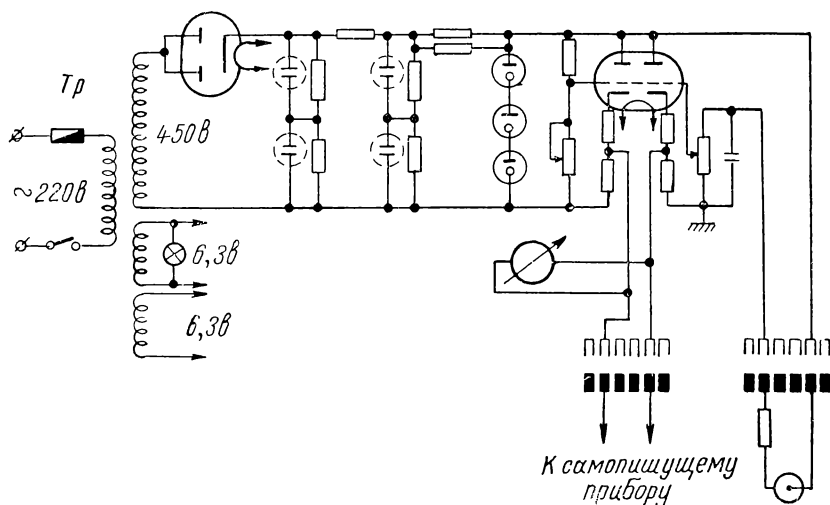 Тр
450в
~220в
6,3в
6,3в
К самопишущему
прибору